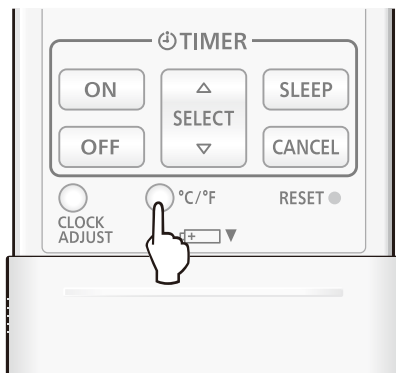 TIMER
ON
SELECT
SLEEP
OFF
CANCEL
°C/°F
RESET
CLOCK
ADJUST
+